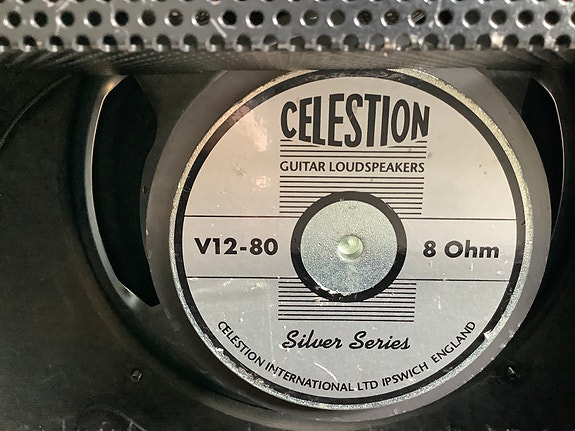 CELESTION
GUITAR LOUDSPEAKERS
V12-80
8 Ohm
Silver Series
CELESTION INTERNATIONAL LTD IPSWICH ENGLAND